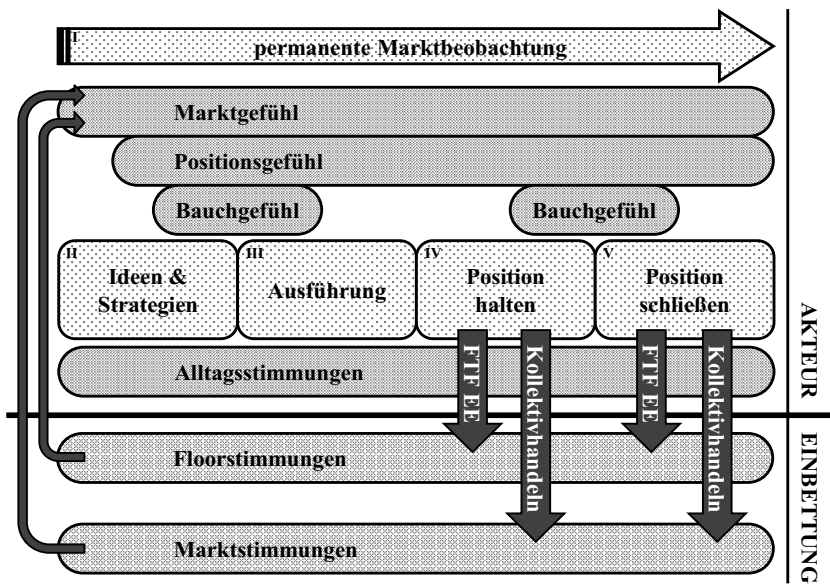 I
permanente Marktbeobachtung
Marktgefühl
Positionsgefühl
Bauchgefühl
Bauchgefühl
II
Ideen &
Strategien
III
Ausführung
IV
Position
halten
V
Position
schließen
AKTEUR
Alltagsstimmungen
FTF EE
Kollektivhandeln
FTF EE
Kollektivhandeln
EINBETTUNG
Floorstimmungen
Marktstimmungen